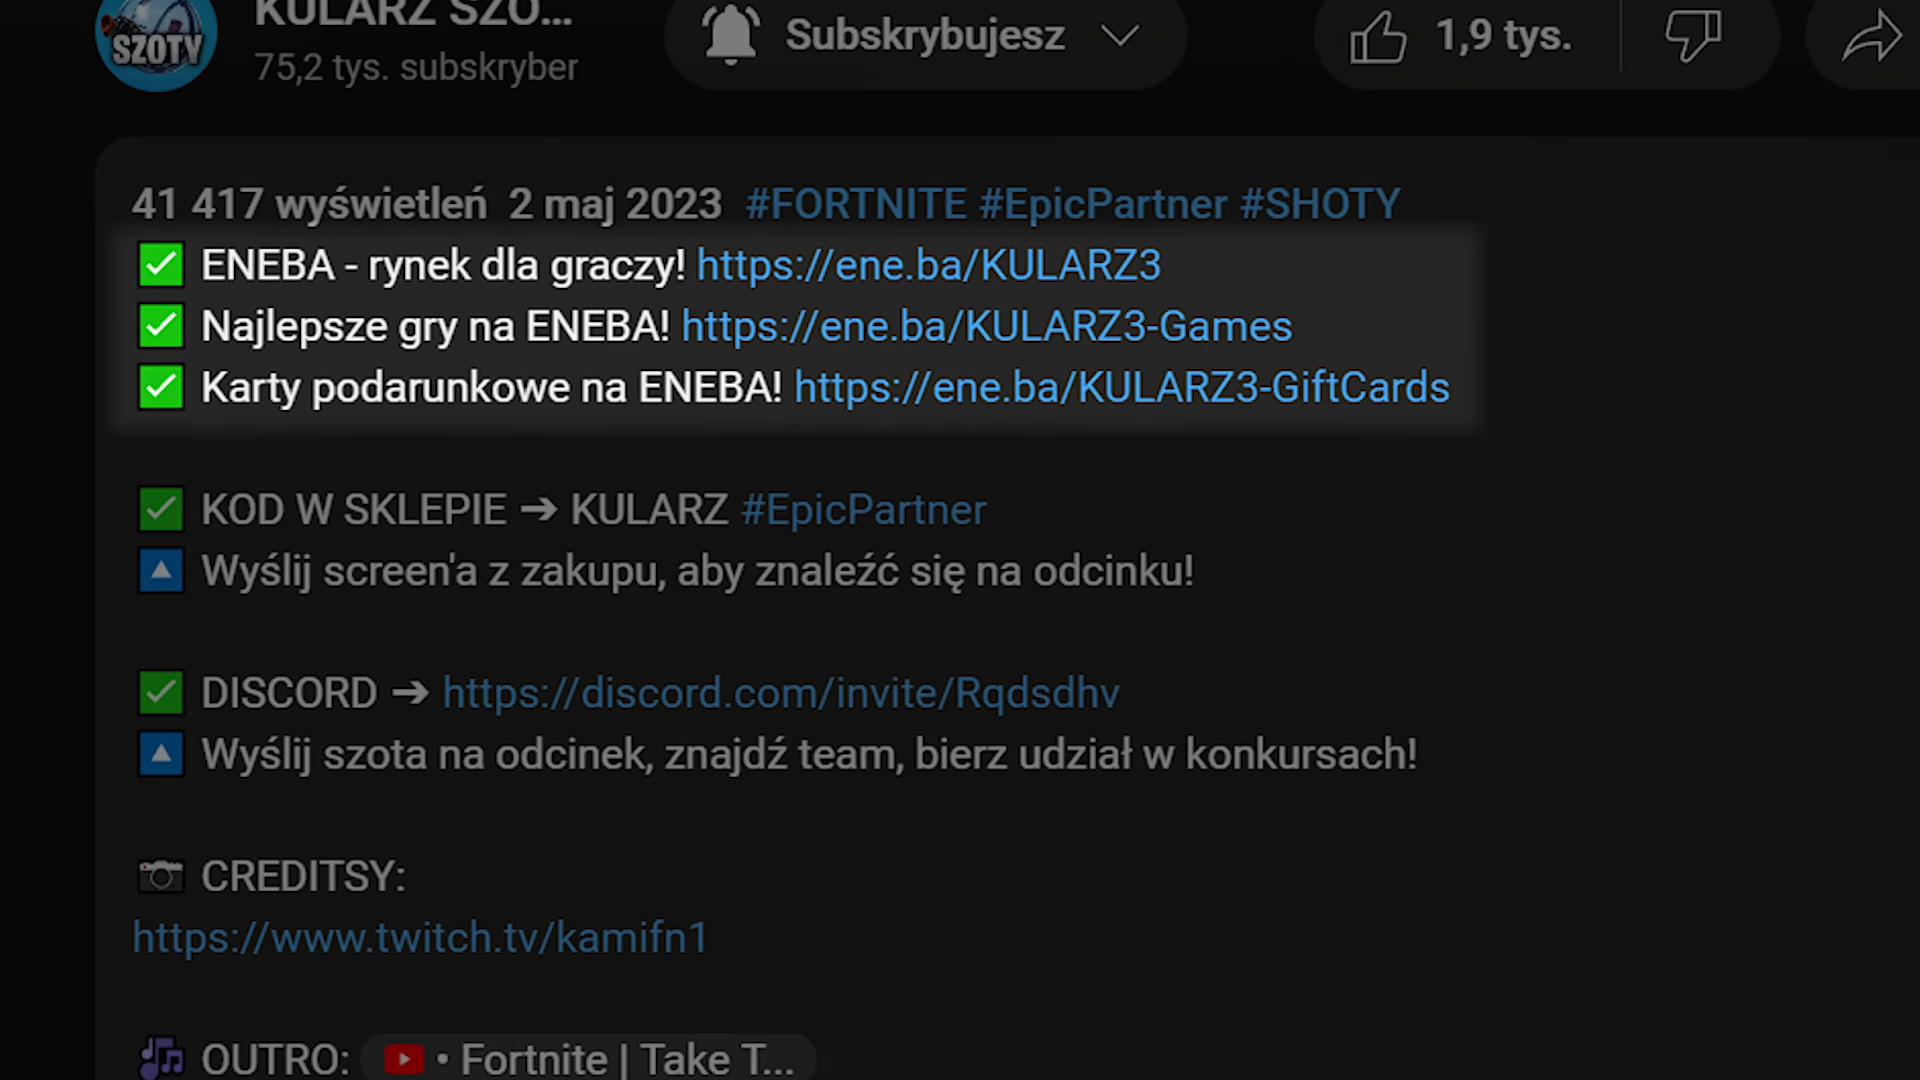 KULARZ SZO...
SZOTY
75,2 tys. subskryber
Subskrybujesz
1,9 tys.
41 417 wyświetleń 2 maj 2023 #FORTNITE #EpicPartner #SHOTY
✅ ENEBA - rynek dla graczy! https://ene.ba/KULARZ3
✅ Najlepsze gry na ENEBA! https://ene.ba/KULARZ3-Games
✅ Karty podarunkowe na ENEBA! https://ene.ba/KULARZ3-GiftCards
✅ KOD W SKLEPIE ➔ KULARZ #EpicPartner
🔼 Wyślij screen'a z zakupu, aby znaleźć się na odcinku!
✅ DISCORD ➔ https://discord.com/invite/Rqdsdhv
🔼 Wyślij szota na odcinek, znajdź team, bierz udział w konkursach!
📷 CREDITSY:
https://www.twitch.tv/kamifn1
🎶 OUTRO: • Fortnite | Take T...